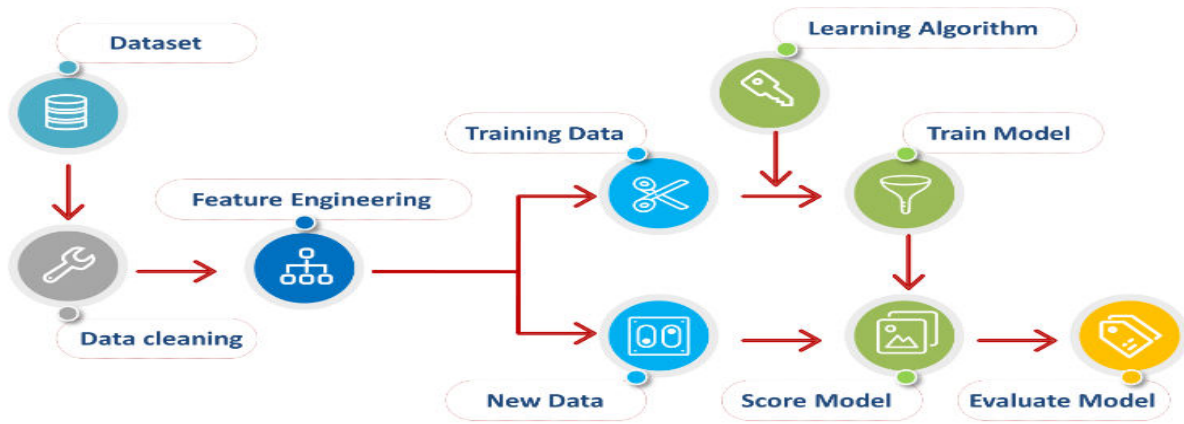 Dataset
Learning Algorithm
Training Data
Train Model
Feature Engineering
Data cleaning
New Data
Score Model
Evaluate Model